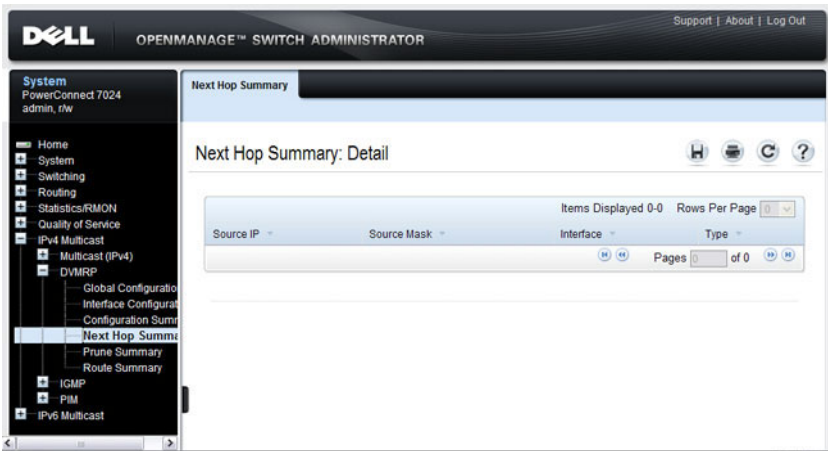 Support | About | Log Out
DELL
OPENMANAGE™ SWITCH ADMINISTRATOR
System
PowerConnect 7024
admin, r/w
Next Hop Summary
Home
System
Switching
Routing
Statistics/RMON
Quality of Service
IPv4 Multicast
Multicast (IPv4)
DVMRP
Global Configuratio
Interface Configurat
Configuration Sumr
Next Hop Summa
Prune Summary
Route Summary
IGMP
PIM
IPv6 Multicast
Next Hop Summary: Detail
Items Displayed 0-0 Rows Per Page 0
Source IP Source Mask Interface Type
Pages 0 of 0